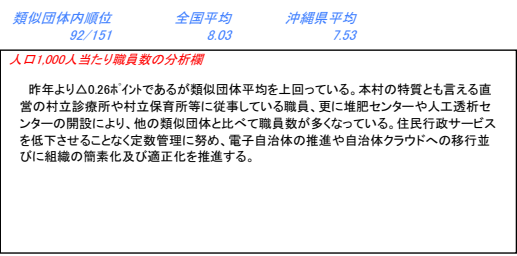 類似団体内順位 全国平均 沖縄県平均
92/151 8.03 7.53
人口1,000人当たり職員数の分析欄
昨年より△0.26ﾎﾟｲﾝﾄであるが類似団体平均を上回っている。本村の特質とも言える直
営の村立診療所や村立保育所等に従事している職員、更に堆肥センターや人工透析セ
ンターの開設により、他の類似団体と比べて職員数が多くなっている。住民行政サービス
を低下させることなく定数管理に努め、電子自治体の推進や自治体クラウドへの移行並
びに組織の簡素化及び適正化を推進する。